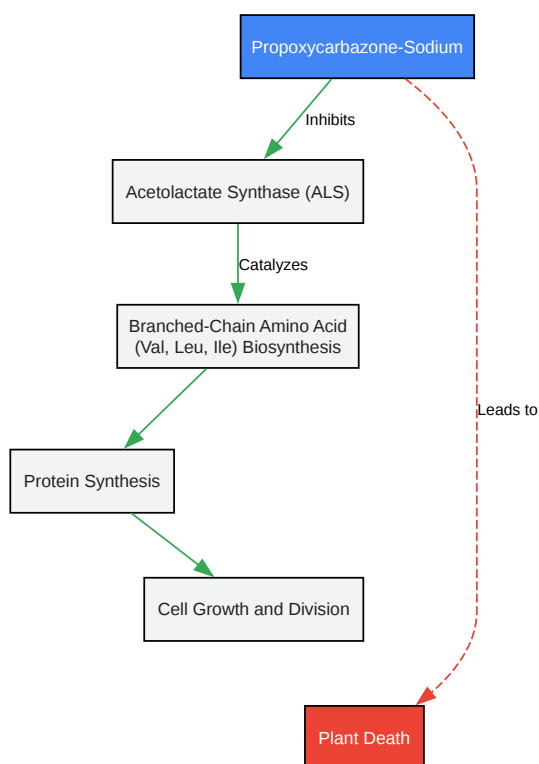 Propoxycarbazone-Sodium
Inhibits
Acetolactate Synthase (ALS)
Catalyzes
Branched-Chain Amino Acid
(Val, Leu, Ile) Biosynthesis
Leads to
Protein Synthesis
Cell Growth and Division
Plant Death